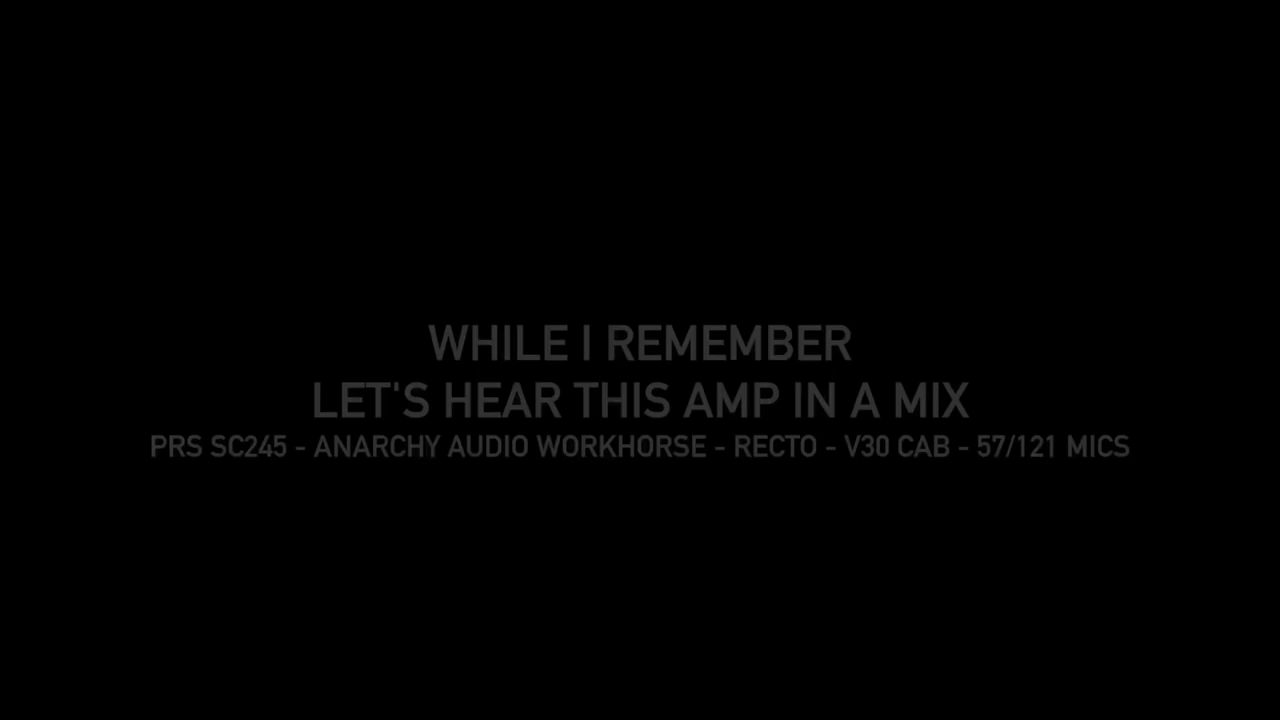 WHILE I REMEMBER
LET'S HEAR THIS AMP IN A MIX
PRS SC245 - ANARCHY AUDIO WORKHORSE - RECTO - V30 CAB - 57/121 MICS